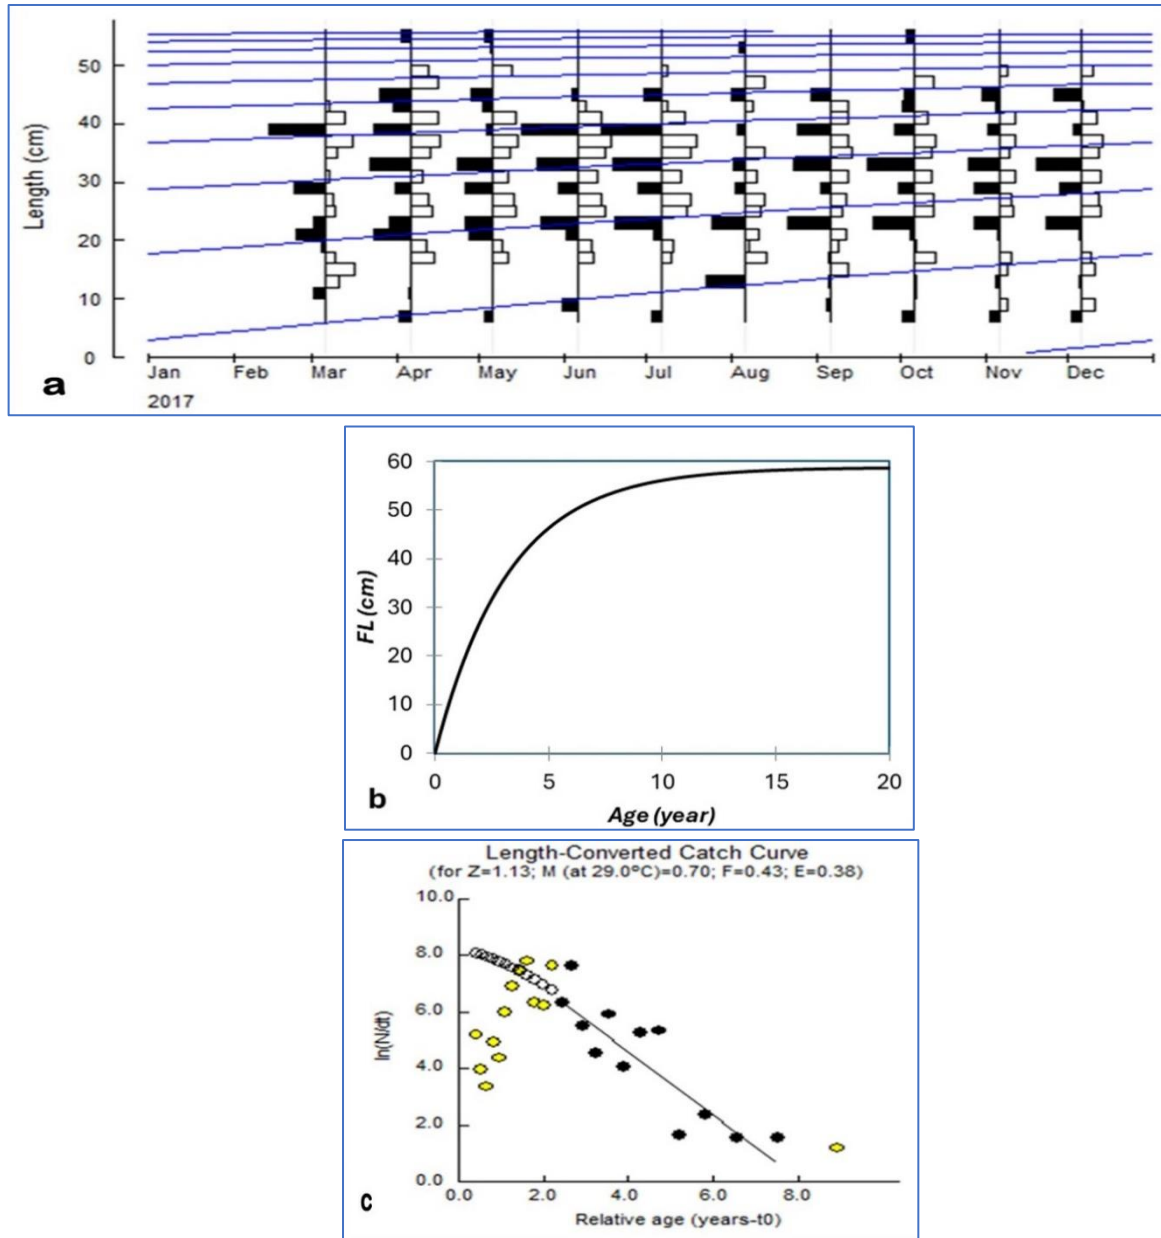 50
40
30
20
10
0
Length (cm)
Jan Feb Mar Apr May Jun Jul Aug Sep Oct Nov Dec
2017
a
60
50
40
30
20
10
0
FL (cm)
0 5 10 15 20
Age (year)
b
Length-Converted Catch Curve
(for Z=1.13; M (at 29.0°C)=0.70; F=0.43; E=0.38)
10.0
8.0
6.0
4.0
2.0
0.0
ln(N/dt)
0.0 2.0 4.0 6.0 8.0
Relative age (years-t0)
c